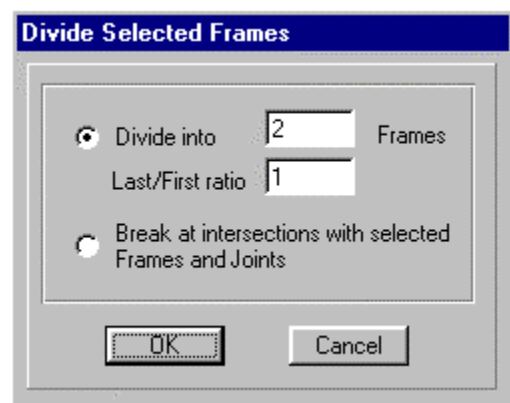 Divide Selected Frames
Divide into 2 Frames
Last/First ratio 1
Break at intersections with selected
Frames and Joints
OK Cancel